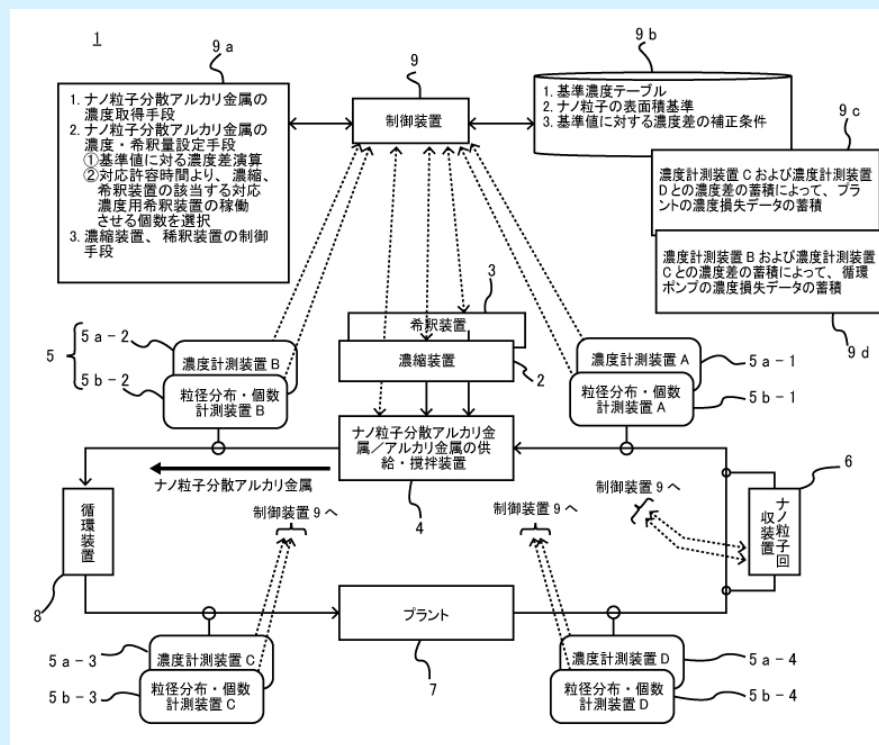 1
9a
1. ナノ粒子分散アルカリ金属の
濃度取得手段
2. ナノ粒子分散アルカリ金属の
濃度・希釈量設定手段
①基準値に対る濃度差演算
②対応許容時間より、濃縮、
希釈装置の該当する対応
濃度用希釈装置の稼働
させる個数を選択
3. 濃縮装置、稀釈装置の制御
手段
9
制御装置
9b
1. 基準濃度テーブル
2. ナノ粒子の表面積基準
3. 基準値に対する濃度差の補正条件
9c
濃度計測装置Cおよび濃度計測装置
Dとの濃度差の蓄積によって、プラ
ントの濃度損失データの蓄積
濃度計測装置Bおよび濃度計測装置
Cとの濃度差の蓄積によって、循環
ポンプの濃度損失データの蓄積
9d
3
希釈装置
濃縮装置
2
5
5a-2
5b-2
濃度計測装置B
粒径分布・個数
計測装置B
濃度計測装置A
粒径分布・個数
計測装置A
5a-1
5b-1
ナノ粒子分散アルカリ金
属／アルカリ金属の供
給・撹拌装置
4
ナノ粒子分散アルカリ金属
6
ナノ粒子回
収装置
制御装置9へ
制御装置9へ
制御装置9へ
循環装置
8
プラント
7
5a-3
5b-3
濃度計測装置C
粒径分布・個数
計測装置C
濃度計測装置D
粒径分布・個数
計測装置D
5a-4
5b-4